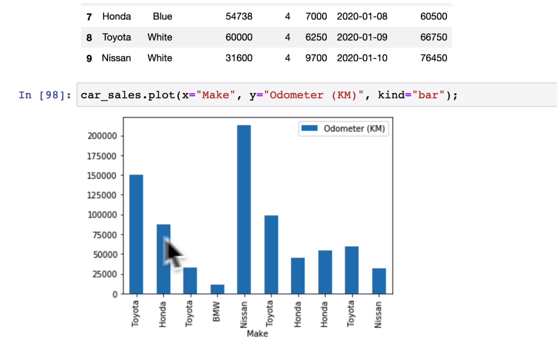 7 Honda Blue 54738 4 7000 2020-01-08 60500
8 Toyota White 60000 4 6250 2020-01-09 66750
9 Nissan White 31600 4 9700 2020-01-10 76450
In [98]: car_sales.plot(x="Make", y="Odometer (KM)", kind="bar");
Odometer (KM)
200000
175000
150000
125000
100000
75000
50000
25000
0
Toyota Honda Toyota BMW Nissan Toyota Honda Honda Toyota Nissan
Make